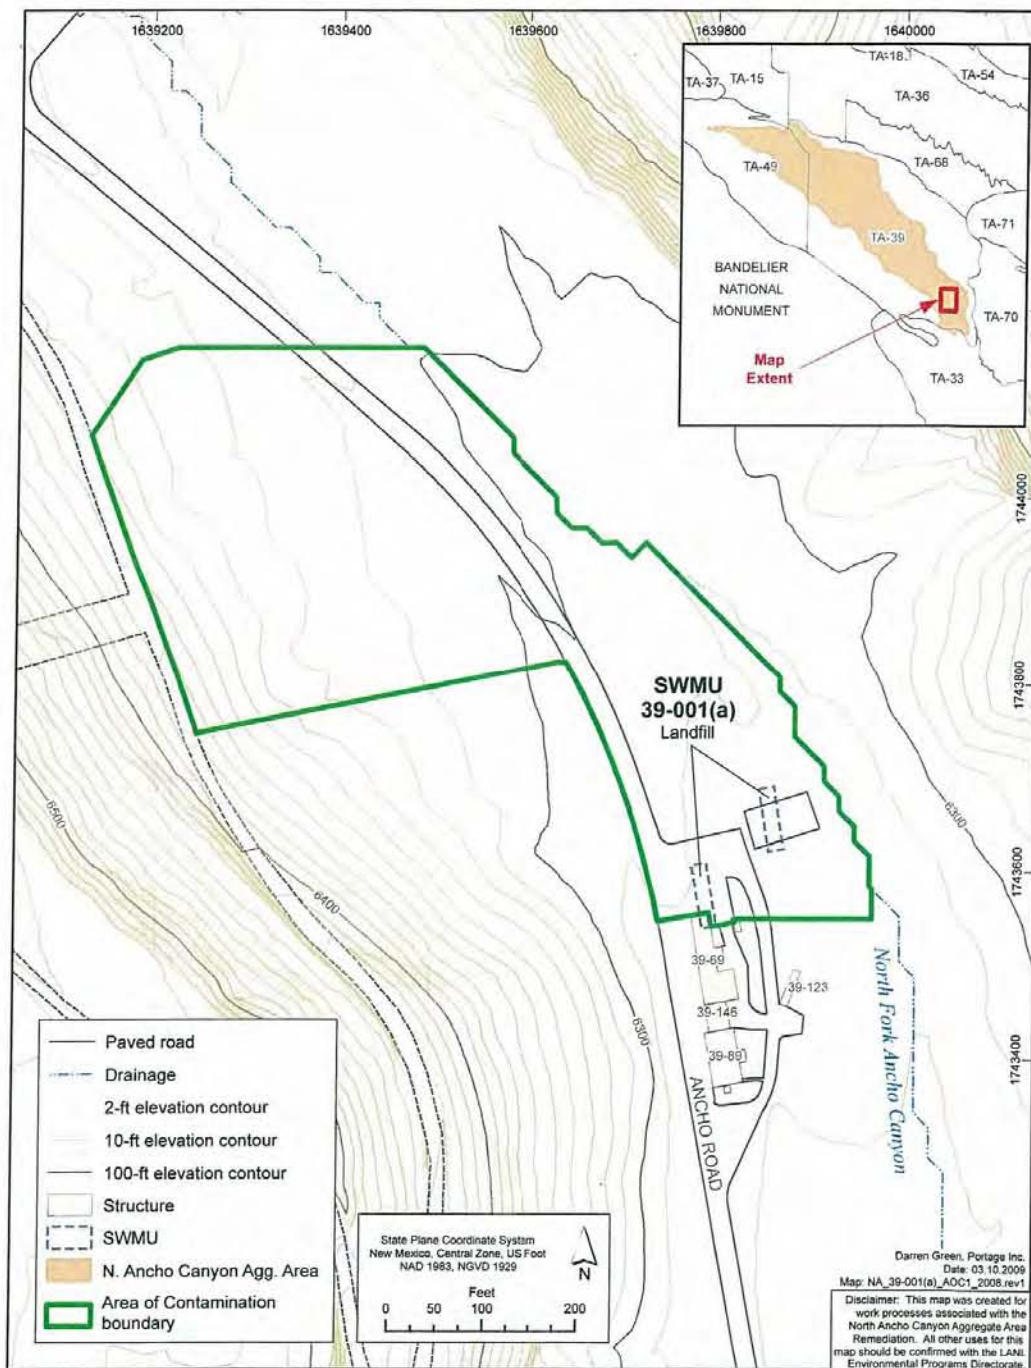 1639200
1639400
1639600
1639800
1640000
TA-18
TA-54
TA-37
TA-15
TA-36
TA-49
TA-68
TA-71
TA-39
BANDELIER
NATIONAL
MONUMENT
TA-70
Map
Extent
TA-33
1744000
1743800
SWMU
39-001(a)
Landfill
6500
6300
1743600
6400
39-69
39-123
39-146
6300
39-89
1743400
North Fork Ancho Canyon
ANCHO ROAD
Paved road
Drainage
2-ft elevation contour
10-ft elevation contour
100-ft elevation contour
Structure
SWMU
N. Ancho Canyon Agg. Area
Area of Contamination
boundary
State Plane Coordinate System
New Mexico, Central Zone, US Foot
NAD 1983, NGVD 1929
N
Feet
0 50 100 200
Darren Green, Portage Inc.
Date: 03.10.2009
Map: NA_39-001(a)_AOC1_2008.rev1
Disclaimer: This map was created for
work processes associated with the
North Ancho Canyon Aggregate Area
Remediation. All other uses for this
map should be confirmed with the LANL
Environmental Programs Directorate.